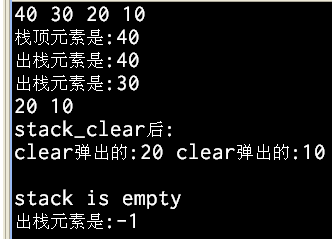 40 30 20 10
栈顶元素是:40
出栈元素是:40
出栈元素是:30
20 10
stack_clear后:
clear弹出的:20 clear弹出的:10
stack is empty
出栈元素是:-1